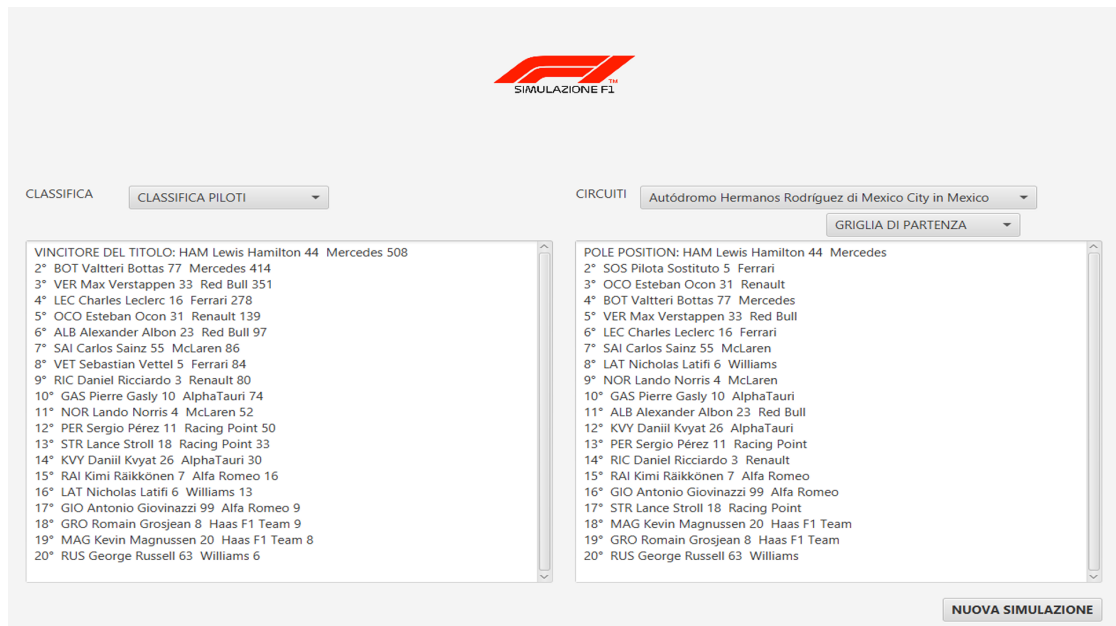 TM
SIMULAZIONE F1
CLASSIFICA
CLASSIFICA PILOTI
CIRCUITI
Autódromo Hermanos Rodríguez di Mexico City in Mexico
GRIGLIA DI PARTENZA
VINCITORE DEL TITOLO: HAM Lewis Hamilton 44 Mercedes 508
2° BOT Valtteri Bottas 77 Mercedes 414
3° VER Max Verstappen 33 Red Bull 351
4° LEC Charles Leclerc 16 Ferrari 278
5° OCO Esteban Ocon 31 Renault 139
6° ALB Alexander Albon 23 Red Bull 97
7° SAI Carlos Sainz 55 McLaren 86
8° VET Sebastian Vettel 5 Ferrari 84
9° RIC Daniel Ricciardo 3 Renault 80
10° GAS Pierre Gasly 10 AlphaTauri 74
11° NOR Lando Norris 4 McLaren 52
12° PER Sergio Pérez 11 Racing Point 50
13° STR Lance Stroll 18 Racing Point 33
14° KVY Daniil Kvyat 26 AlphaTauri 30
15° RAI Kimi Räikkönen 7 Alfa Romeo 16
16° LAT Nicholas Latifi 6 Williams 13
17° GIO Antonio Giovinazzi 99 Alfa Romeo 9
18° GRO Romain Grosjean 8 Haas F1 Team 9
19° MAG Kevin Magnussen 20 Haas F1 Team 8
20° RUS George Russell 63 Williams 6
POLE POSITION: HAM Lewis Hamilton 44 Mercedes
2° SOS Pilota Sostituto 5 Ferrari
3° OCO Esteban Ocon 31 Renault
4° BOT Valtteri Bottas 77 Mercedes
5° VER Max Verstappen 33 Red Bull
6° LEC Charles Leclerc 16 Ferrari
7° SAI Carlos Sainz 55 McLaren
8° LAT Nicholas Latifi 6 Williams
9° NOR Lando Norris 4 McLaren
10° GAS Pierre Gasly 10 AlphaTauri
11° ALB Alexander Albon 23 Red Bull
12° KVY Daniil Kvyat 26 AlphaTauri
13° PER Sergio Pérez 11 Racing Point
14° RIC Daniel Ricciardo 3 Renault
15° RAI Kimi Räikkönen 7 Alfa Romeo
16° GIO Antonio Giovinazzi 99 Alfa Romeo
17° STR Lance Stroll 18 Racing Point
18° MAG Kevin Magnussen 20 Haas F1 Team
19° GRO Romain Grosjean 8 Haas F1 Team
20° RUS George Russell 63 Williams
NUOVA SIMULAZIONE